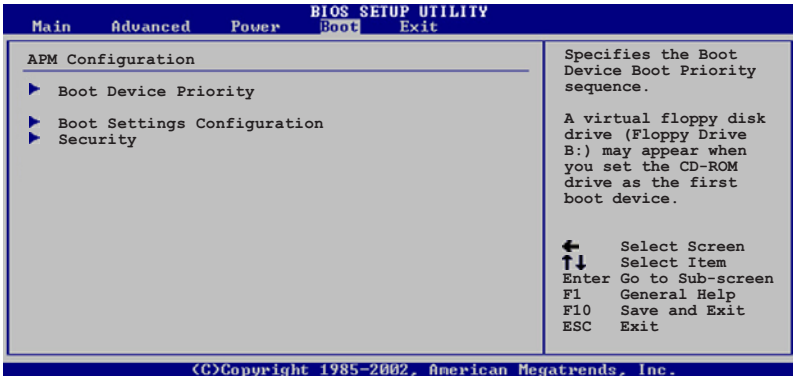 BIOS SETUP UTILITY
Main Advanced Power Boot Exit
APM Configuration
Boot Device Priority
Boot Settings Configuration
Security
Specifies the Boot
Device Boot Priority
sequence.
A virtual floppy disk
drive (Floppy Drive
B:) may appear when
you set the CD-ROM
drive as the first
boot device.
← Select Screen
↑↓ Select Item
Enter Go to Sub-screen
F1 General Help
F10 Save and Exit
ESC Exit
(C)Copyright 1985-2002, American Megatrends, Inc.